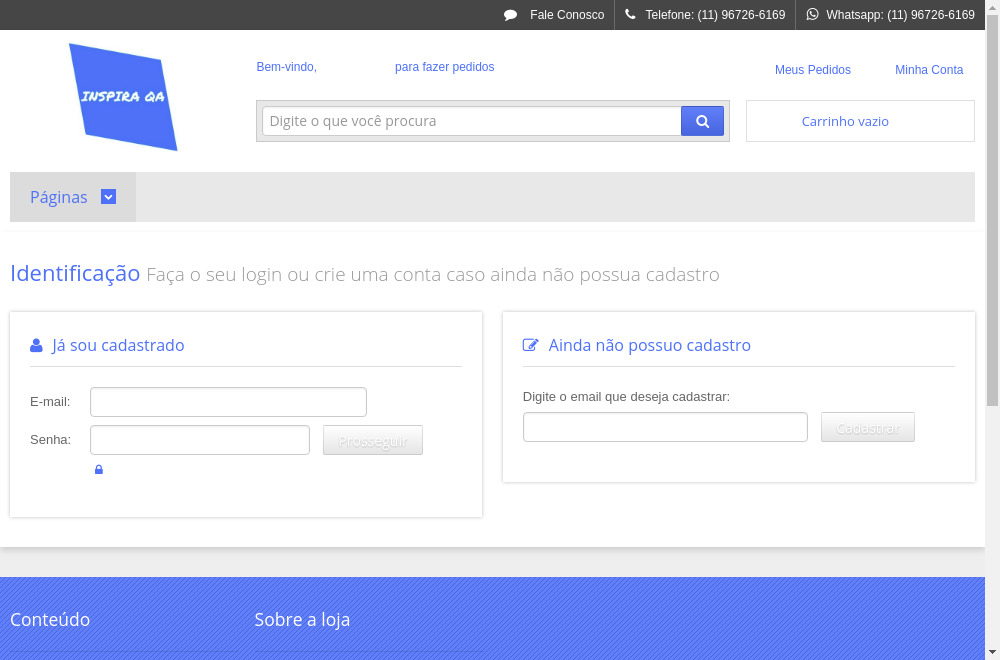 Fale Conosco
Telefone: (11) 96726-6169
Whatsapp: (11) 96726-6169
INSPIRA QA
Bem-vindo,
para fazer pedidos
Meus Pedidos
Minha Conta
Digite o que você procura
Carrinho vazio
Páginas
Identificação Faça o seu login ou crie uma conta caso ainda não possua cadastro
Já sou cadastrado
E-mail:
Senha:
Prosseguir
Ainda não possuo cadastro
Digite o email que deseja cadastrar:
Cadastrar
Conteúdo
Sobre a loja